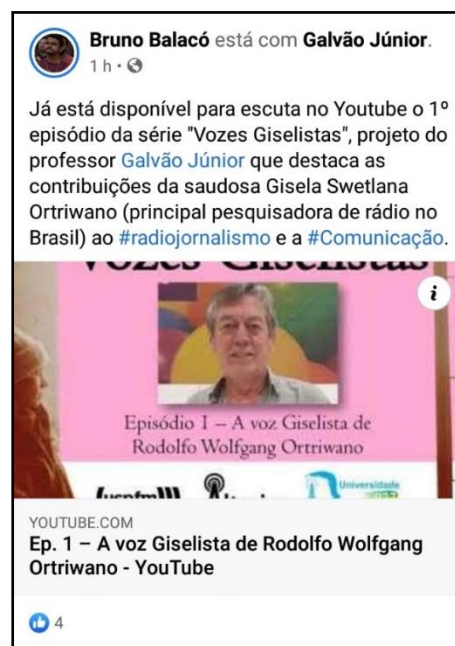 Bruno Balacó está com Galvão Júnior.
1 h
Já está disponível para escuta no Youtube o 1º
episódio da série "Vozes Giselistas", projeto do
professor Galvão Júnior que destaca as
contribuições da saudosa Gisela Swetlana
Ortriwano (principal pesquisadora de rádio no
Brasil) ao #radiojornalismo e a #Comunicação.
Vozes Giselistas
i
Episódio I – A voz Giselista de
Rodolfo Wolfgang Ortriwano
uspfm
Universidade
YOUTUBE.COM
Ep. 1 – A voz Giselista de Rodolfo Wolfgang
Ortriwano - YouTube
4